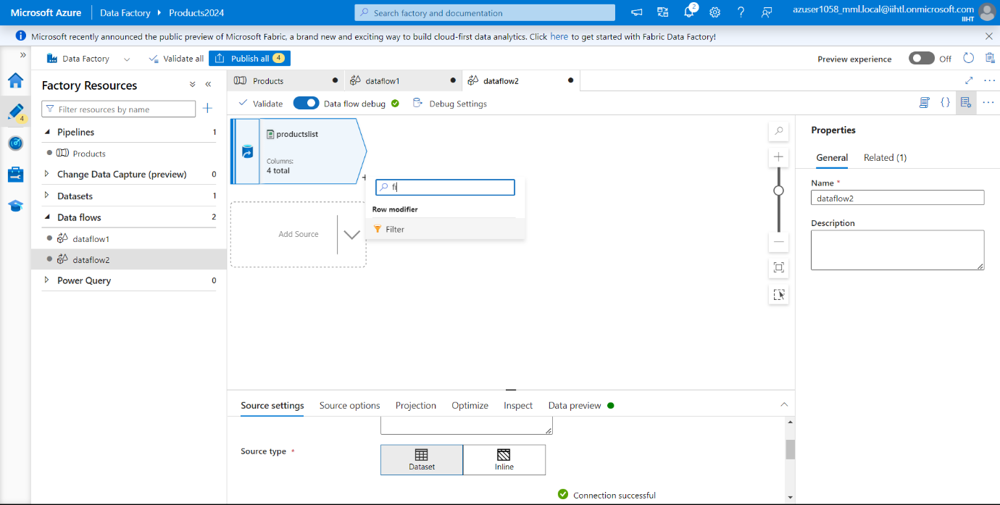 Microsoft Azure
Data Factory
Products2024
Search factory and documentation
2
azuser1058_mml.local@iihtl.onmicrosoft.com
IIHT
Microsoft recently announced the public preview of Microsoft Fabric, a brand new and exciting way to build cloud-first data analytics. Click here to get started with Fabric Data Factory!
Data Factory
Validate all
Publish all 4
Preview experience
Off
4
Factory Resources
Filter resources by name
Pipelines 1
Products
Change Data Capture (preview) 0
Datasets 1
Data flows 2
dataflow1
dataflow2
Power Query 0
Products
dataflow1
dataflow2
Validate
Data flow debug
Debug Settings
productslist
Columns:
4 total
fi
Row modifier
Filter
Add Source
Properties
General
Related (1)
Name *
dataflow2
Description
Source settings
Source options
Projection
Optimize
Inspect
Data preview
Source type *
Dataset
Inline
Connection successful